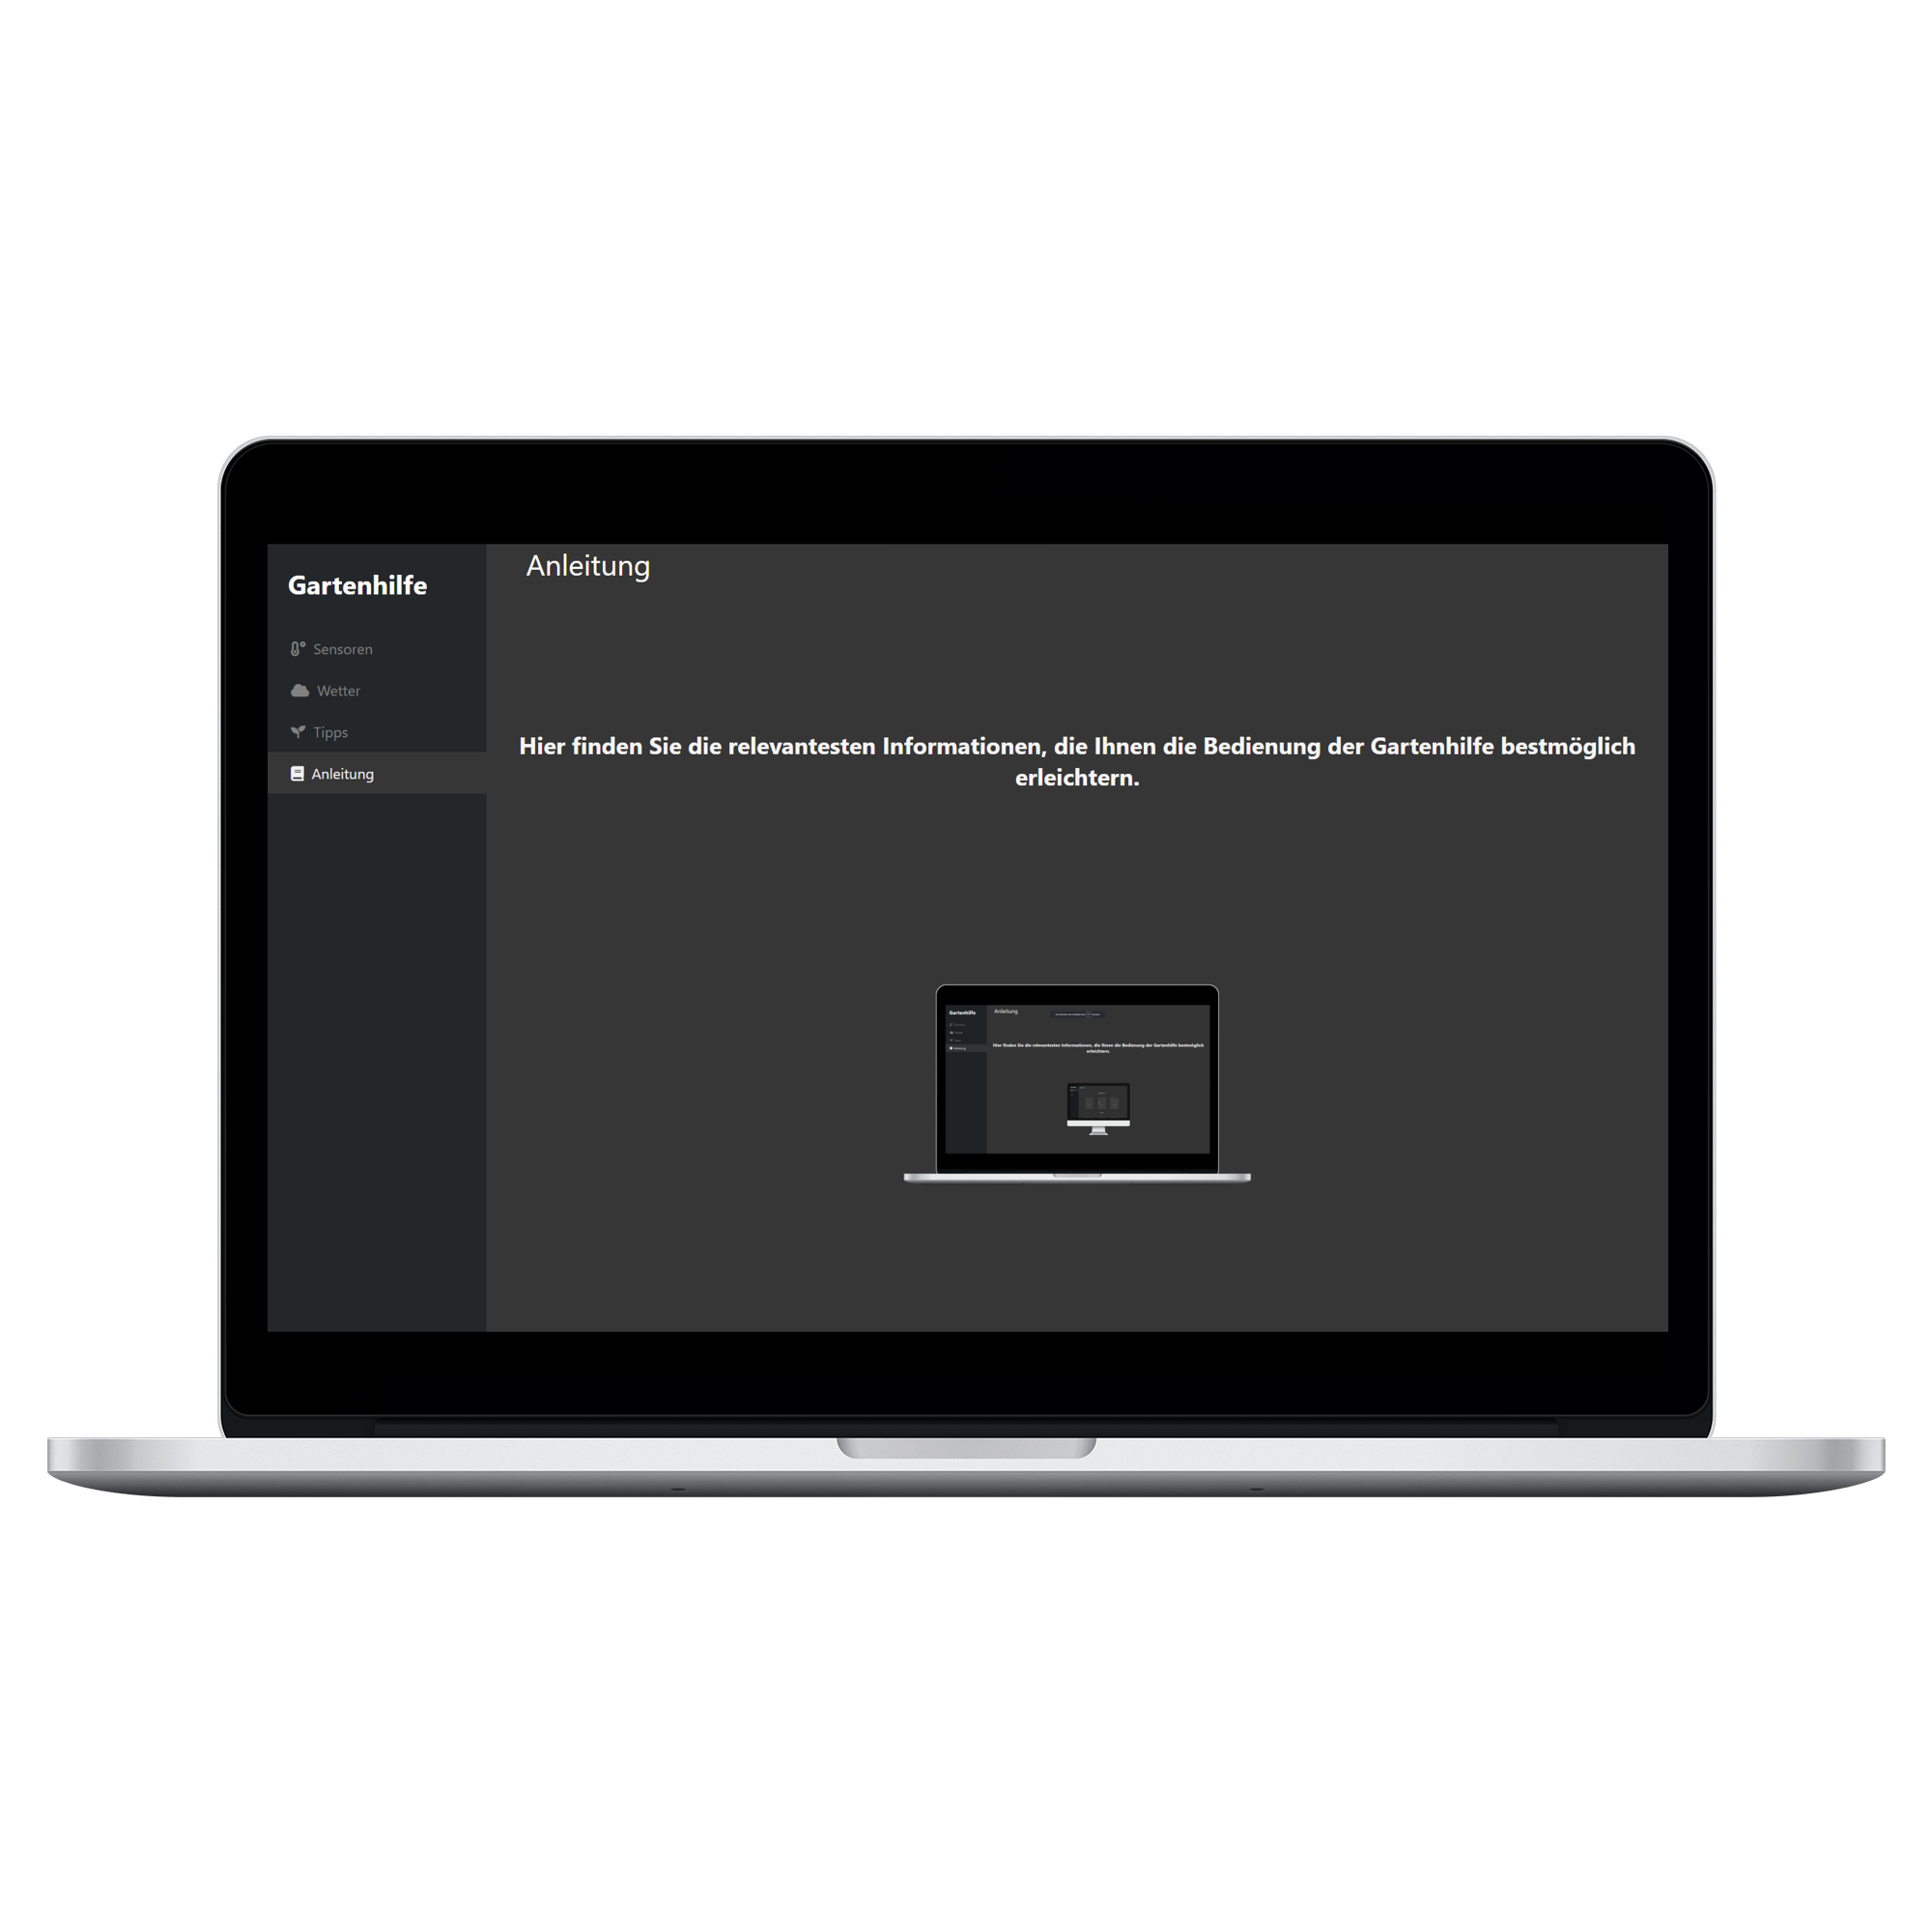 Gartenhilfe
Sensoren
Wetter
Tipps
Anleitung
Anleitung
Hier finden Sie die relevantesten Informationen, die Ihnen die Bedienung der Gartenhilfe bestmöglich
erleichtern.
Gartenhilfe
Anleitung
Anleitung
Hier finden Sie die relevantesten Informationen, die Ihnen die Bedienung der Gartenhilfe bestmöglich
erleichtern.